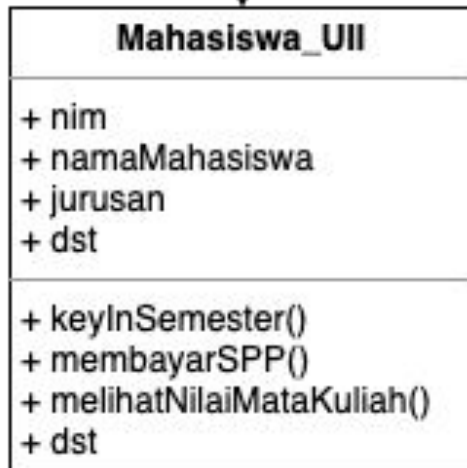 Mahasiswa_UII
+ nim
+ namaMahasiswa
+ jurusan
+ dst
+ keyInSemester()
+ membayarSPP()
+ melihatNilaiMataKuliah()
+ dst